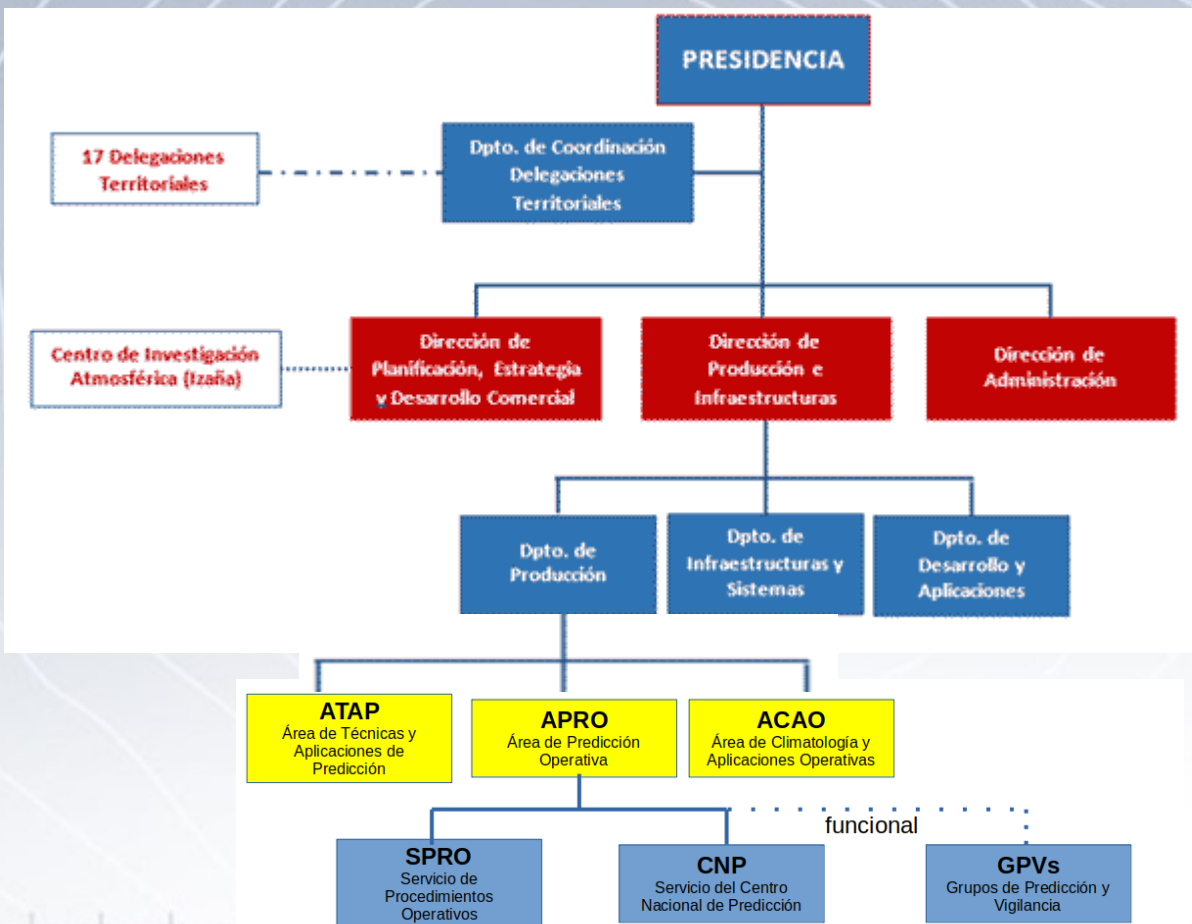 PRESIDENCIA
17 Delegaciones
Territoriales
Dpto. de Coordinación
Delegaciones
Territoriales
Centro de Investigación
Atmosférica (Izaña)
Dirección de
Planificación, Estrategia
y Desarrollo Comercial
Dirección de
Producción e
Infraestructuras
Dirección de
Administración
Dpto. de
Producción
Dpto. de
Infraestructuras y
Sistemas
Dpto. de
Desarrollo y
Aplicaciones
ATAP
Área de Técnicas y
Aplicaciones de
Predicción
APRO
Área de Predicción
Operativa
ACAO
Área de Climatología y
Aplicaciones Operativas
funcional
SPRO
Servicio de
Procedimientos
Operativos
CNP
Servicio del Centro
Nacional de Predicción
GPVs
Grupos de Predicción y
Vigilancia